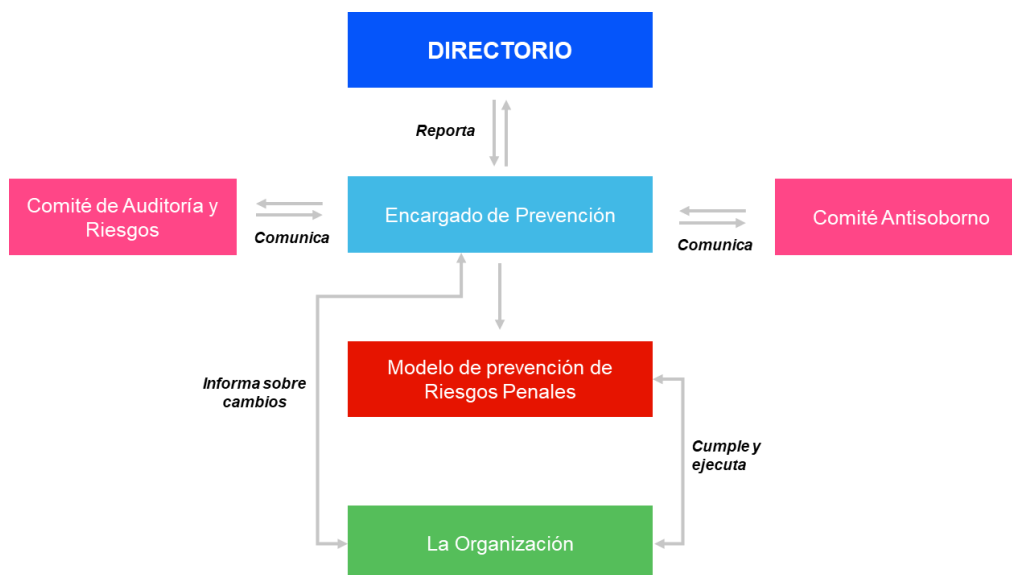 DIRECTORIO
Reporta
Comité de Auditoría y
Riesgos
Comunica
Encargado de Prevención
Comunica
Comité Antisoborno
Informa sobre
cambios
Modelo de prevención de
Riesgos Penales
Cumple y
ejecuta
La Organización